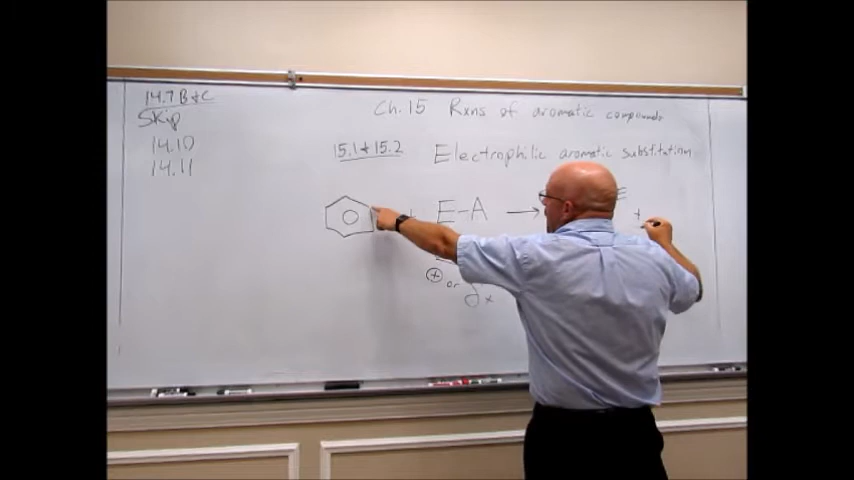 14.7 B+C
Skip
14.10
14.11
Ch. 15 Rxns of aromatic compounds
15.1 + 15.2 Electrophilic aromatic substitution
+ E-A → E +
⊕ or δ+